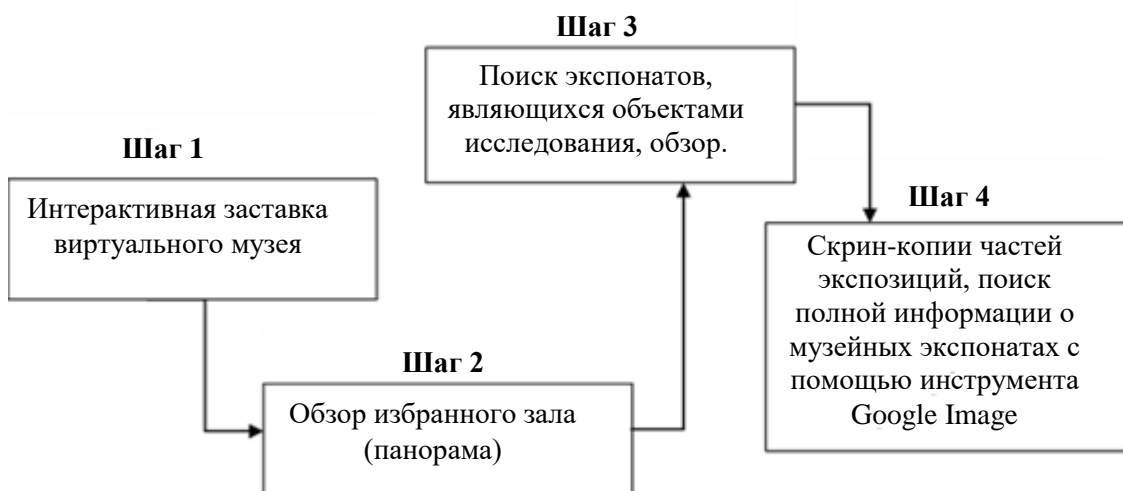 Шаг 1
Интерактивная заставка
виртуального музея
Шаг 2
Обзор избранного зала
(панорама)
Шаг 3
Поиск экспонатов,
являющихся объектами
исследования, обзор.
Шаг 4
Скрин-копии частей
экспозиций, поиск
полной информации о
музейных экспонатах с
помощью инструмента
Google Image